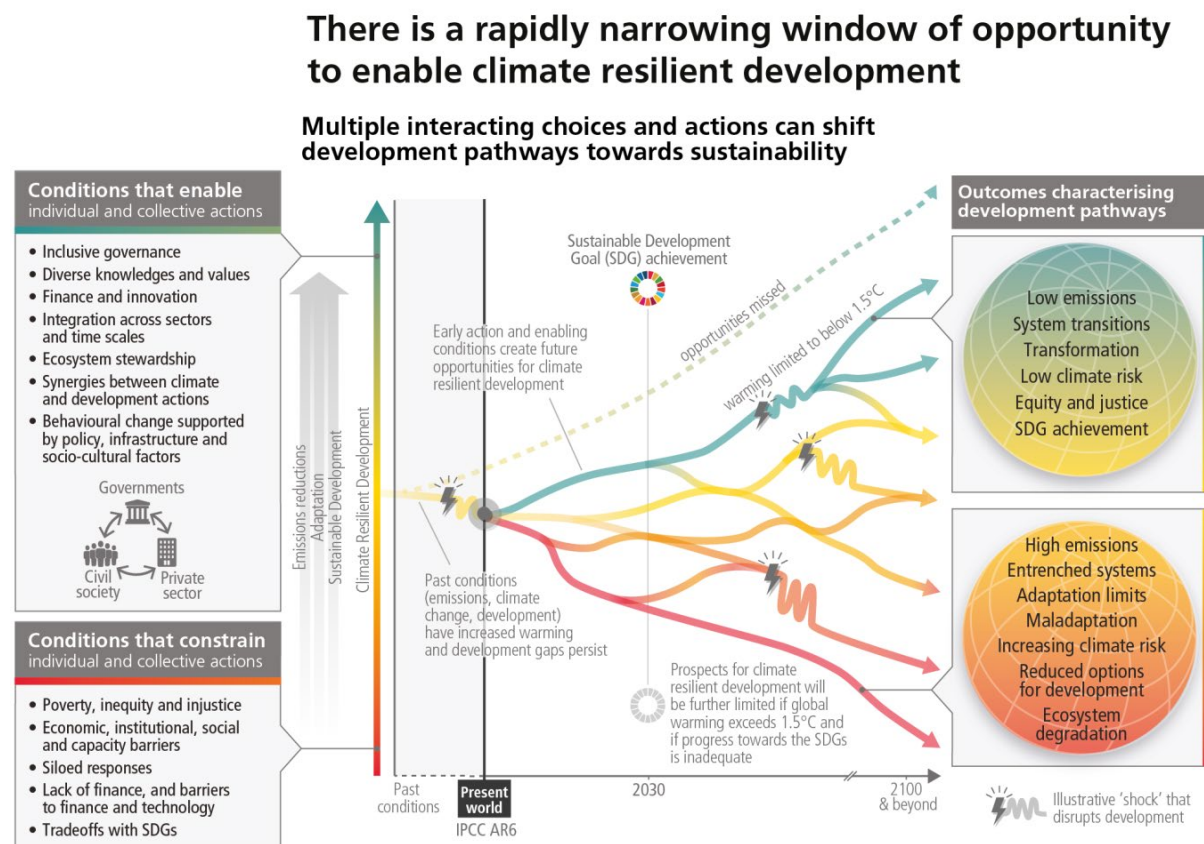 There is a rapidly narrowing window of opportunity
to enable climate resilient development
Multiple interacting choices and actions can shift
development pathways towards sustainability
Conditions that enable
individual and collective actions
• Inclusive governance
• Diverse knowledges and values
• Finance and innovation
• Integration across sectors
and time scales
• Ecosystem stewardship
• Synergies between climate
and development actions
• Behavioural change supported
by policy, infrastructure and
socio-cultural factors
Governments
Civil
society
Private
sector
Conditions that constrain
individual and collective actions
• Poverty, inequity and injustice
• Economic, institutional, social
and capacity barriers
• Siloed responses
• Lack of finance, and barriers
to finance and technology
• Tradeoffs with SDGs
Emissions reductions
Adaptation
Sustainable Development
Climate Resilient Development
Sustainable Development
Goal (SDG) achievement
Early action and enabling
conditions create future
opportunities for climate
resilient development
opportunities missed
warming limited to below 1.5°C
Past conditions
(emissions, climate
change, development)
have increased warming
and development gaps persist
Prospects for climate
resilient development will
be further limited if global
warming exceeds 1.5°C and
if progress towards the SDGs
is inadequate
Past
conditions
Present
world
IPCC AR6
2030
2100
& beyond
Outcomes characterising
development pathways
Low emissions
System transitions
Transformation
Low climate risk
Equity and justice
SDG achievement
High emissions
Entrenched systems
Adaptation limits
Maladaptation
Increasing climate risk
Reduced options
for development
Ecosystem
degradation
Illustrative 'shock' that
disrupts development